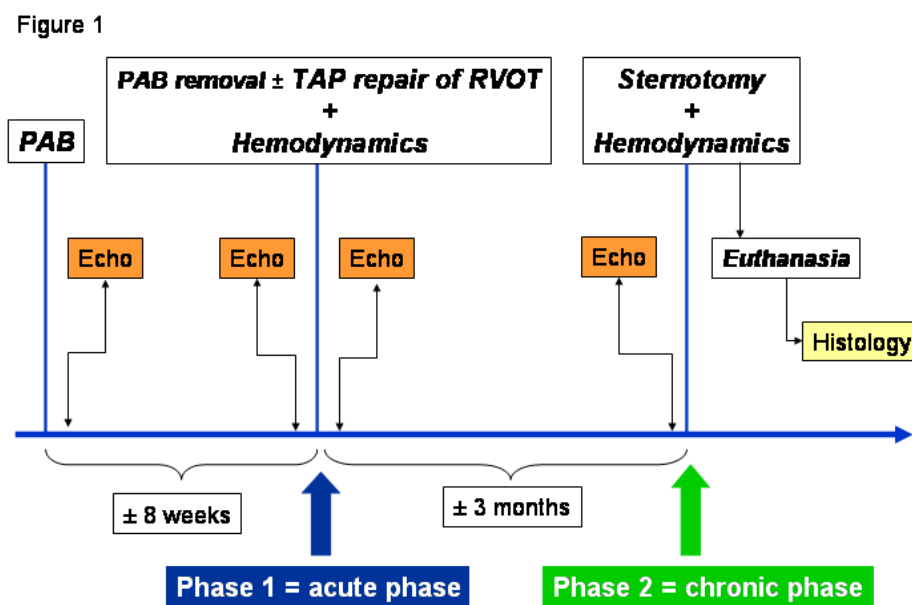 Figure 1
PAB
PAB removal ± TAP repair of RVOT
+
Hemodynamics
Sternotomy
+
Hemodynamics
Echo
Echo
Echo
Echo
Euthanasia
Histology
± 8 weeks
± 3 months
Phase 1 = acute phase
Phase 2 = chronic phase